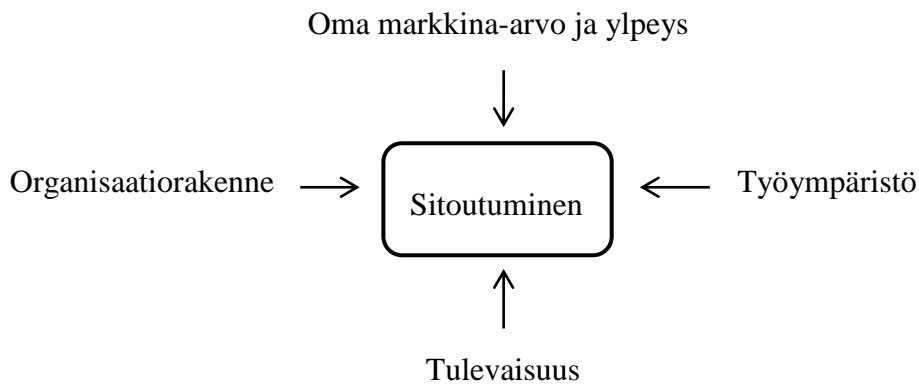 Oma markkina-arvo ja ylpeys
Organisaatiorakenne
Sitoutuminen
Työympäristö
Tulevaisuus